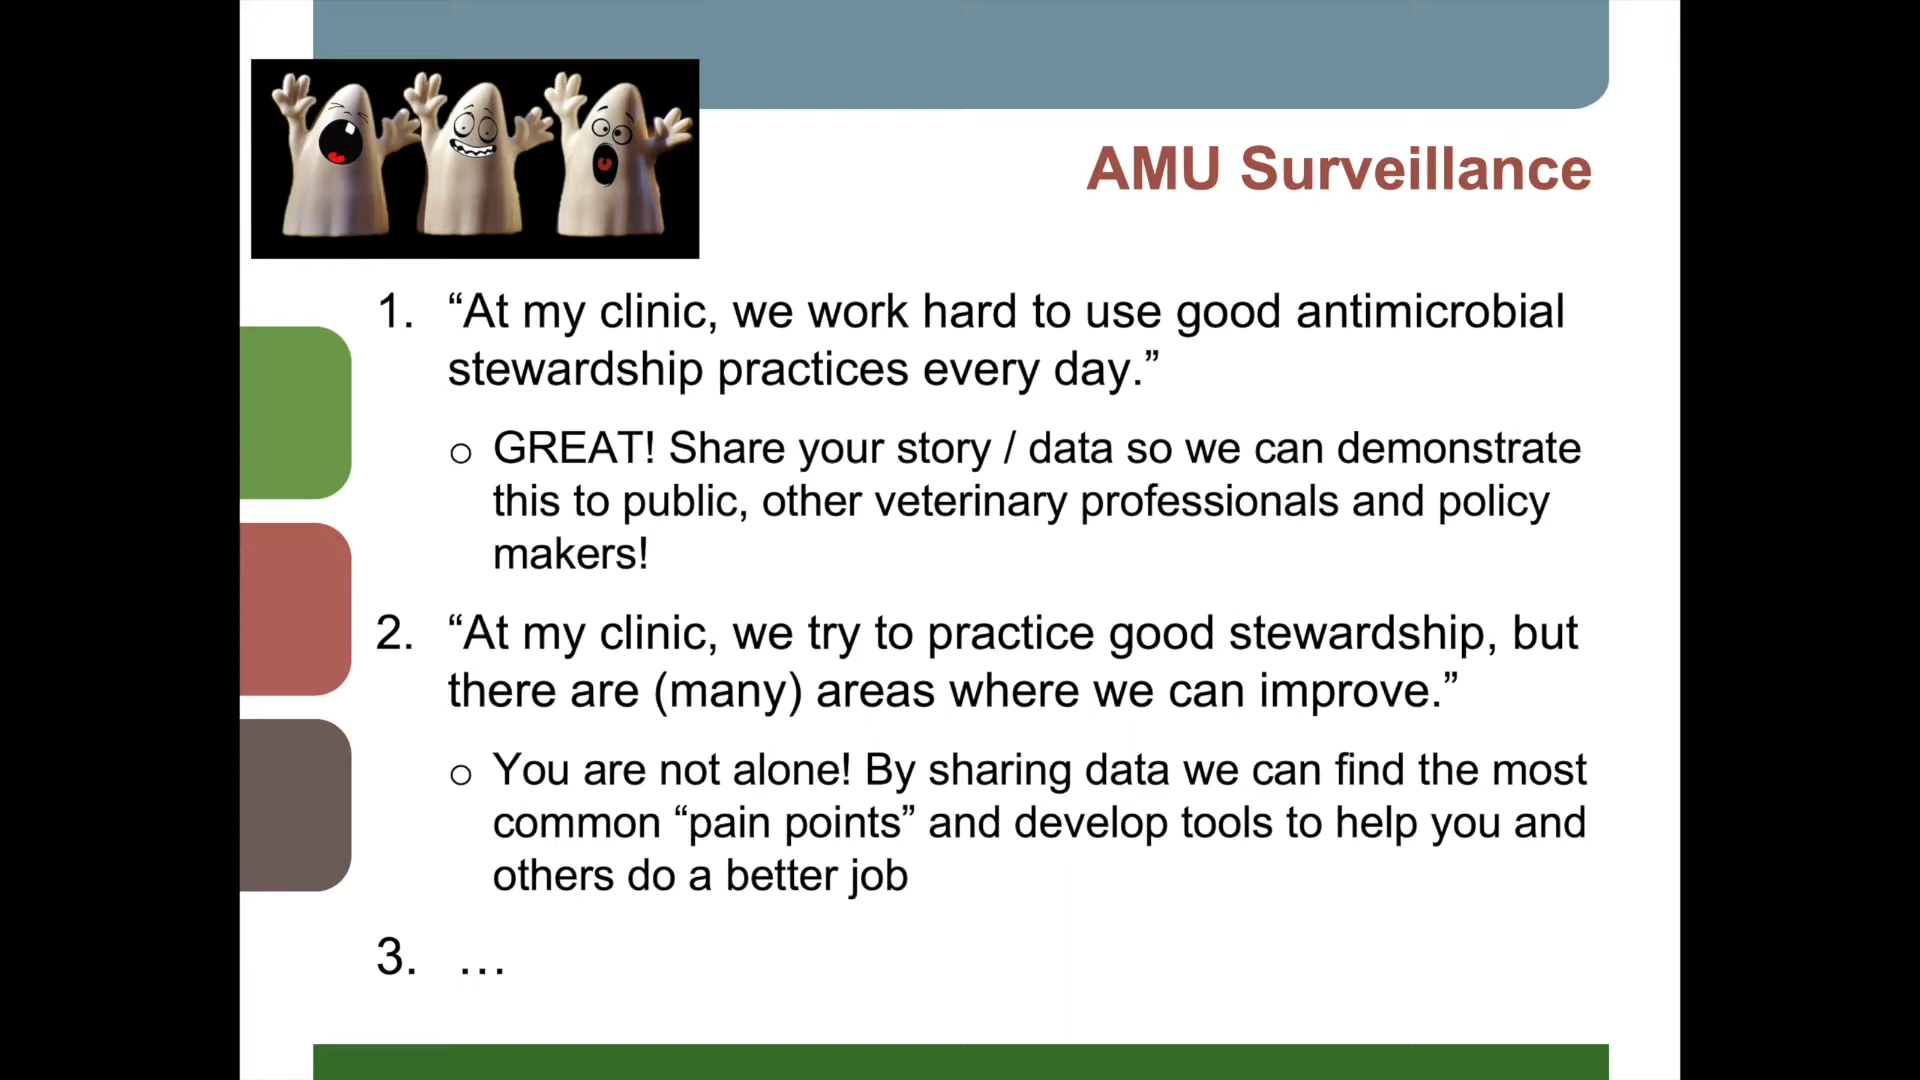 AMU Surveillance
1. “At my clinic, we work hard to use good antimicrobial
stewardship practices every day.”
o GREAT! Share your story / data so we can demonstrate
this to public, other veterinary professionals and policy
makers!
2. “At my clinic, we try to practice good stewardship, but
there are (many) areas where we can improve.”
o You are not alone! By sharing data we can find the most
common “pain points” and develop tools to help you and
others do a better job
3. …